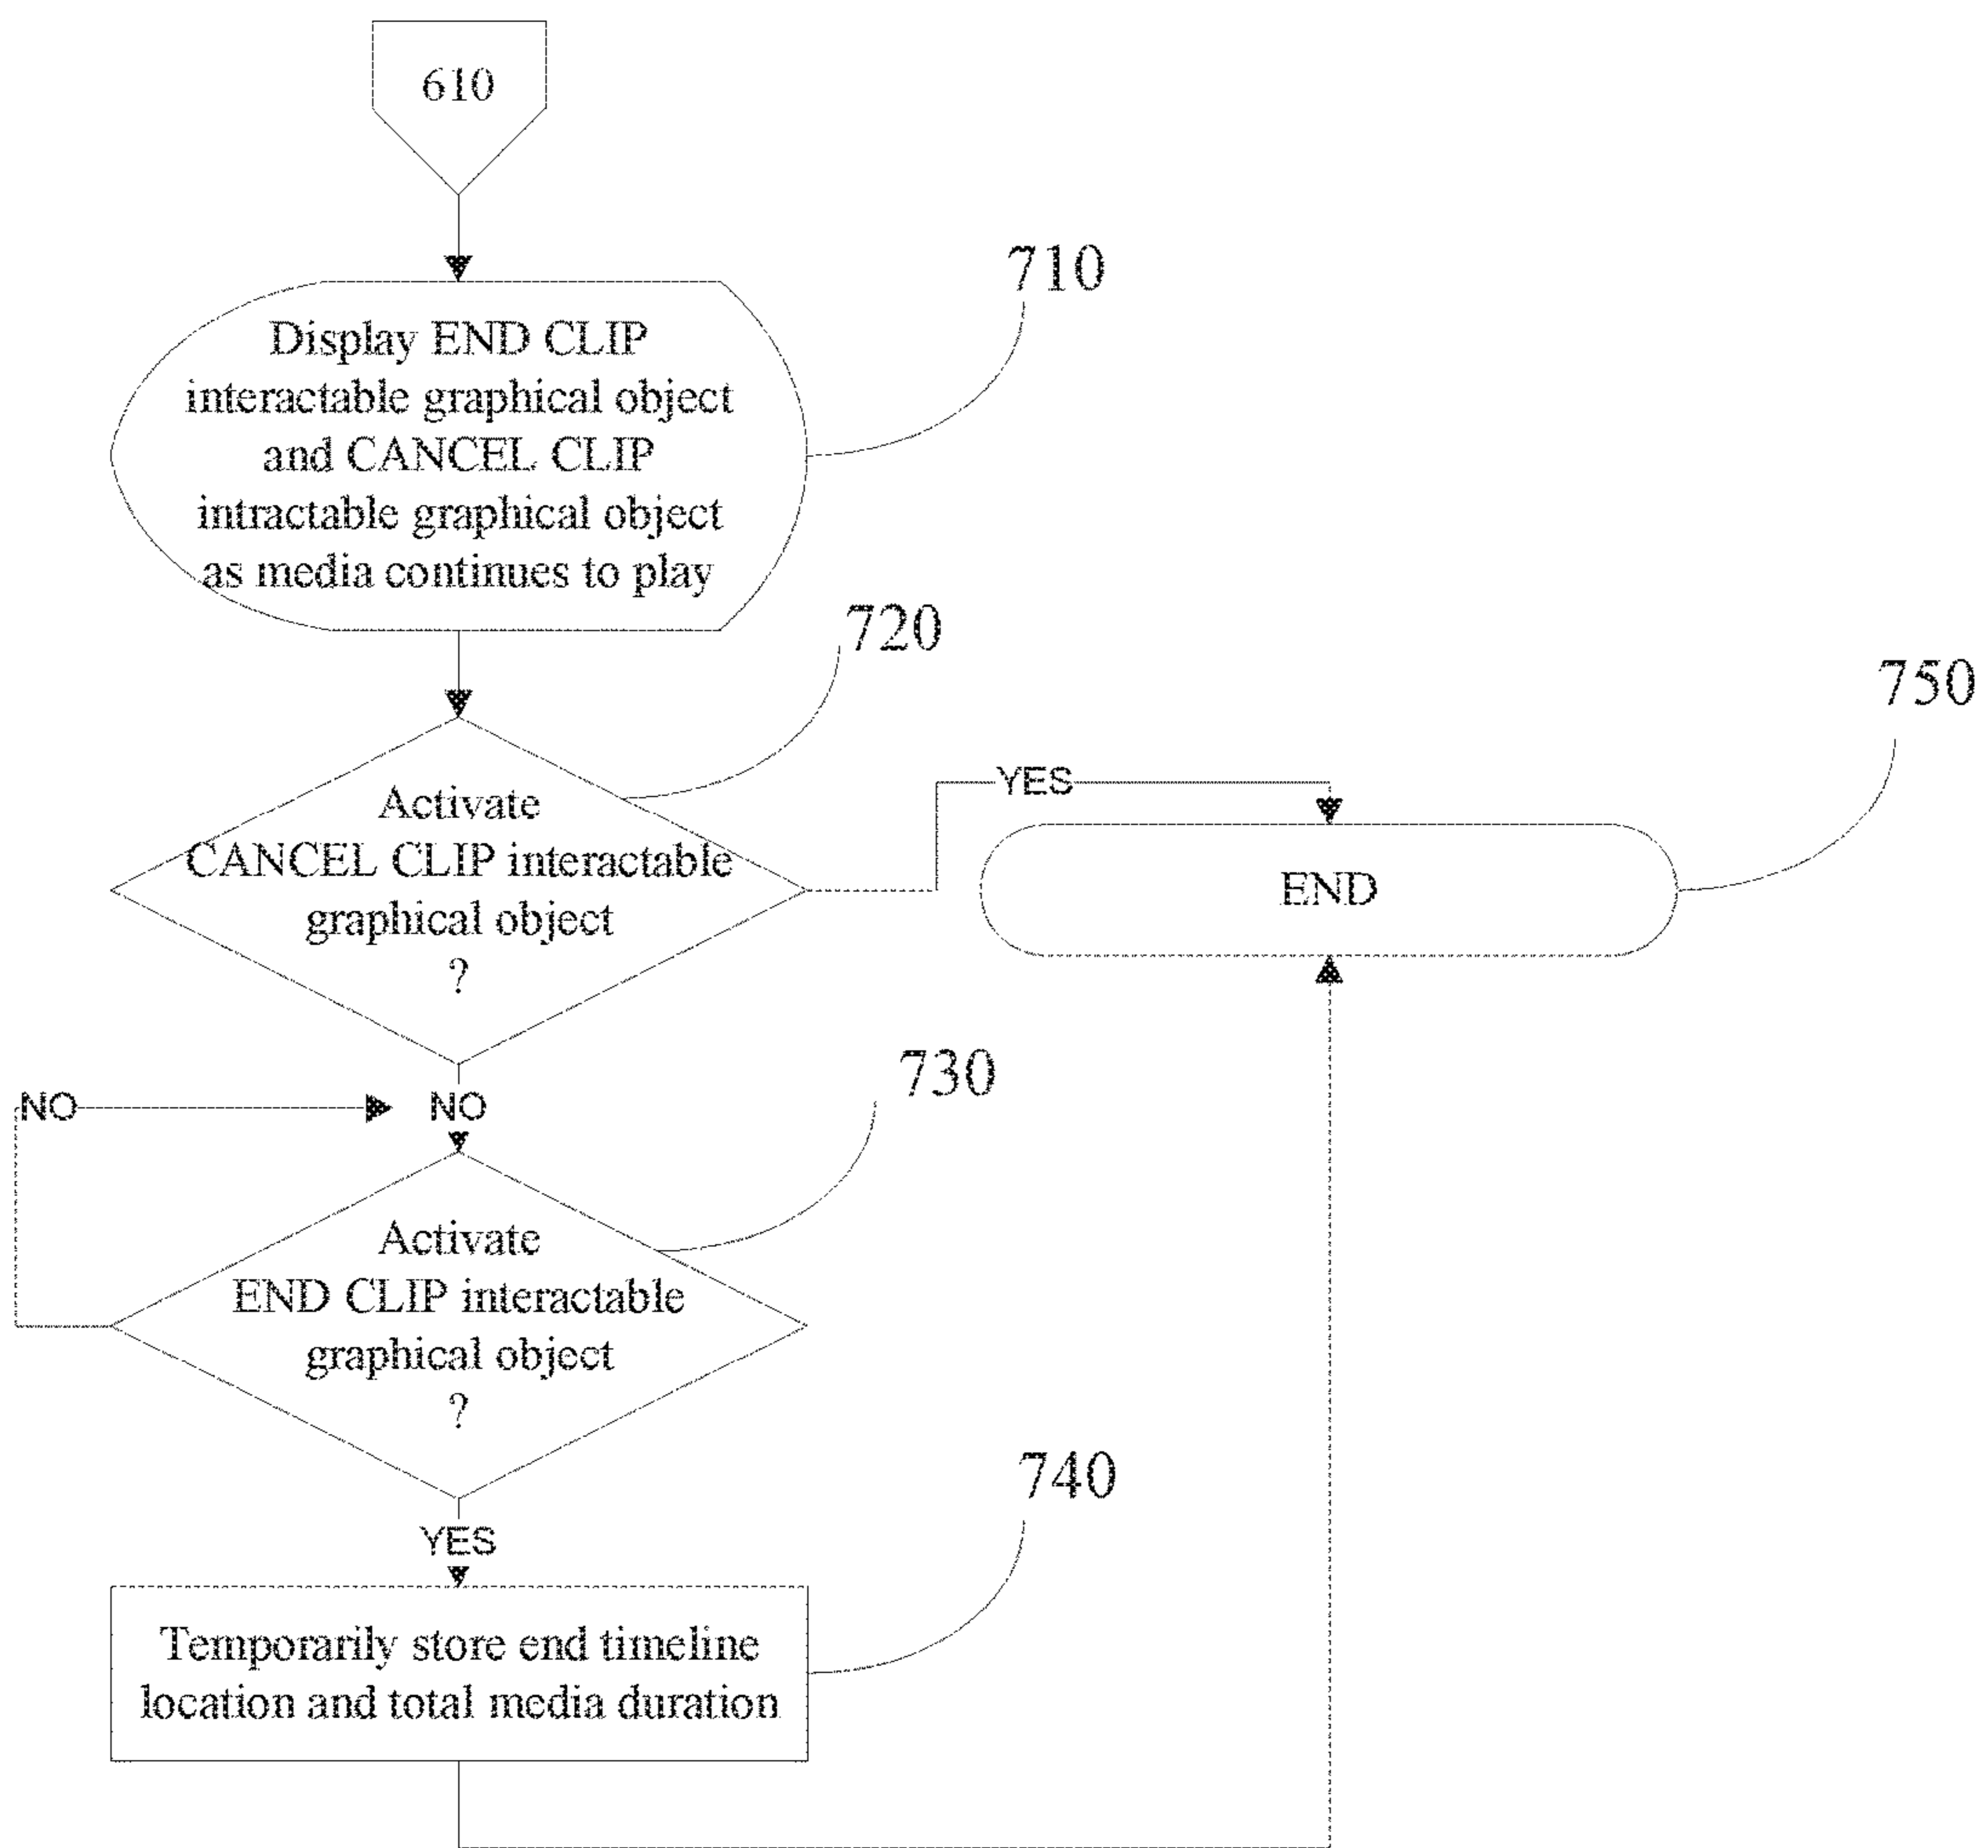 610
710
Display END CLIP
interactable graphical object
and CANCEL CLIP
intractable graphical object
as media continues to play
720
750
YES
Activate
CANCEL CLIP interactable
graphical object
?
END
730
NO
NO
Activate
END CLIP interactable
graphical object
?
740
YES
Temporarily store end timeline
location and total media duration